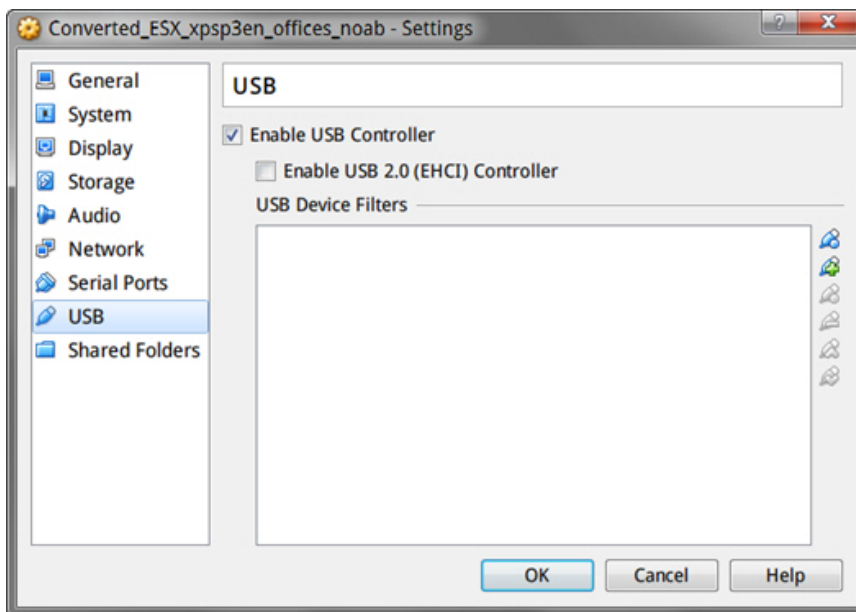 Converted_ESX_xpsp3en_offices_noab - Settings
General
System
Display
Storage
Audio
Network
Serial Ports
USB
Shared Folders
USB
Enable USB Controller
Enable USB 2.0 (EHCI) Controller
USB Device Filters
OK Cancel Help